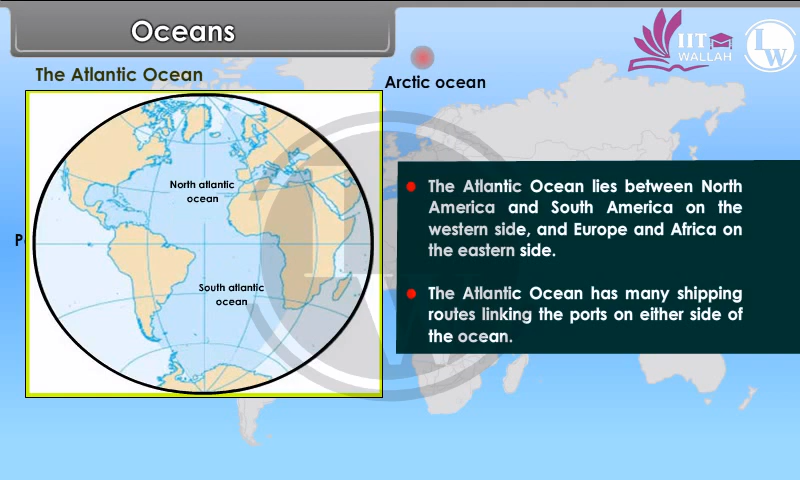 Oceans
IIT
WALLAH
LW
The Atlantic Ocean
Arctic ocean
North atlantic
ocean
South atlantic
ocean
P
The Atlantic Ocean lies between North
America and South America on the
western side, and Europe and Africa on
the eastern side.
The Atlantic Ocean has many shipping
routes linking the ports on either side of
the ocean.